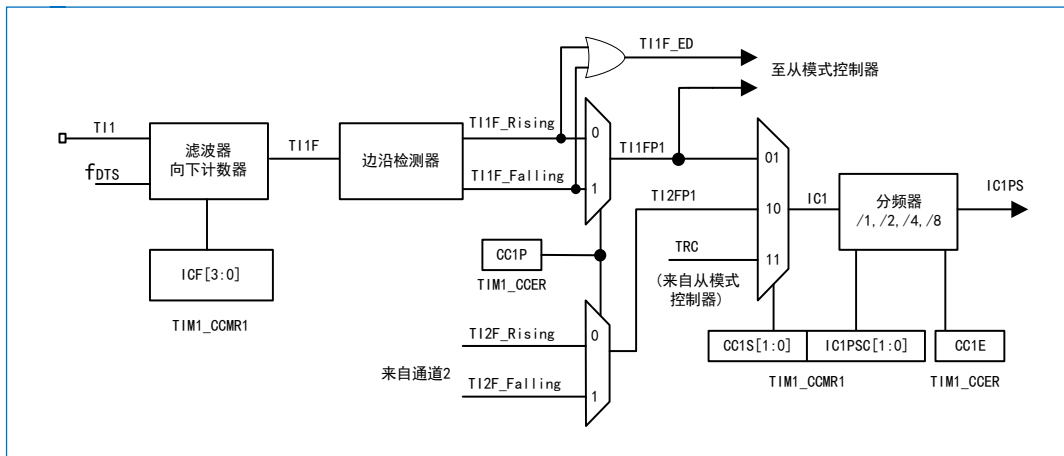 TI1F_ED
至从模式控制器
TI1
fDTS
滤波器
向下计数器
TI1F
边沿检测器
TI1F_Rising
TI1F_Falling
0
1
TI1FP1
TI2FP1
TRC
(来自从模式
控制器)
01
10
11
IC1
分频器
/1, /2, /4, /8
IC1PS
ICF[3:0]
TIM1_CCMR1
CC1P
TIM1_CCER
来自通道2
TI2F_Rising
TI2F_Falling
0
1
CC1S[1:0]
IC1PSC[1:0]
TIM1_CCMR1
CC1E
TIM1_CCER